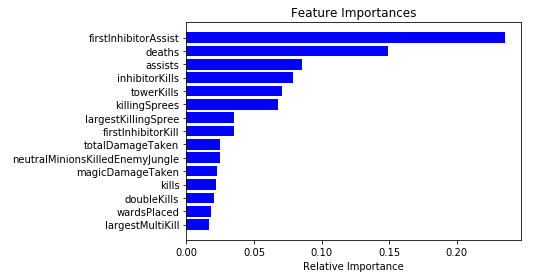 Feature Importances
firstInhibitorAssist
deaths
assists
inhibitorKills
towerKills
killingSprees
largestKillingSpree
firstInhibitorKill
totalDamageTaken
neutralMinionsKilledEnemyJungle
magicDamageTaken
kills
doubleKills
wardsPlaced
largestMultiKill
0.00 0.05 0.10 0.15 0.20
Relative Importance